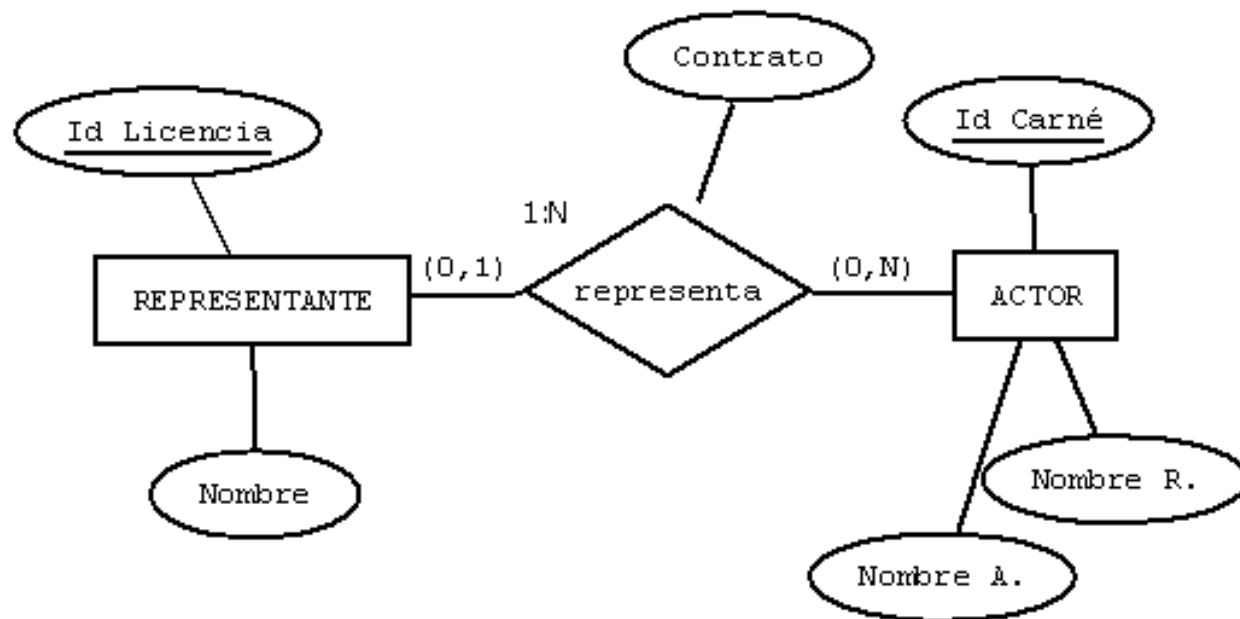 Contrato
Id Licencia
Id Carné
1:N
(0,1)
(0,N)
REPRESENTANTE
representa
ACTOR
Nombre
Nombre R.
Nombre A.